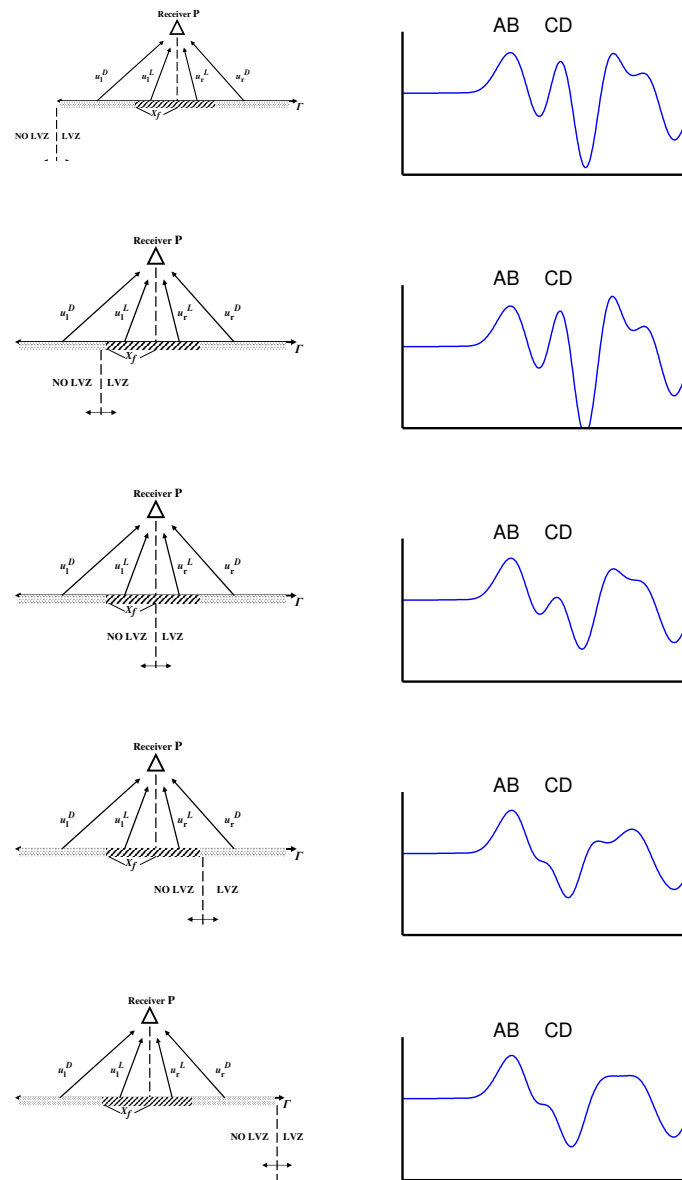 Receiver P
AB CD
u_l^D u_l^L u_r^L u_r^D
X_f Γ
NO LVZ LVZ
Receiver P
AB CD
u_l^D u_l^L u_r^L u_r^D
X_f Γ
NO LVZ LVZ
Receiver P
AB CD
u_l^D u_l^L u_r^L u_r^D
X_f Γ
NO LVZ LVZ
Receiver P
AB CD
u_l^D u_l^L u_r^L u_r^D
X_f Γ
NO LVZ LVZ
Receiver P
AB CD
u_l^D u_l^L u_r^L u_r^D
X_f Γ
NO LVZ LVZ